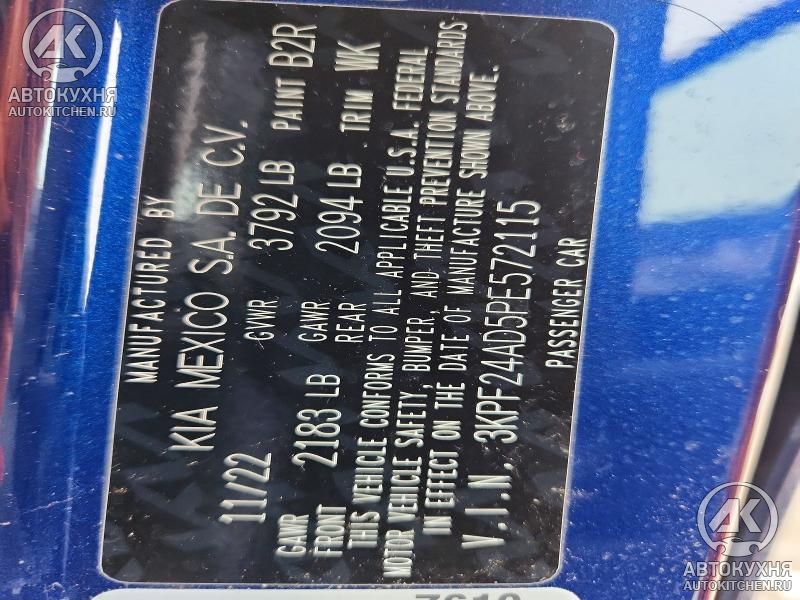 MANUFACTURED BY
KIA MEXICO S.A. DE C.V.
11/22 GVWR 3792 LB PAINT B2R
GAWR FRONT 2183 LB GAWR REAR 2094 LB TRIM WK
THIS VEHICLE CONFORMS TO ALL APPLICABLE U.S.A. FEDERAL
MOTOR VEHICLE SAFETY, BUMPER, AND THEFT PREVENTION STANDARDS
IN EFFECT ON THE DATE OF MANUFACTURE SHOWN ABOVE.
V.I.N. 3KPF24AD5PE572115
PASSENGER CAR
АК
АВТОКУХНЯ
AUTOKITCHEN.RU
АК
АВТОКУХНЯ
AUTOKITCHEN.RU